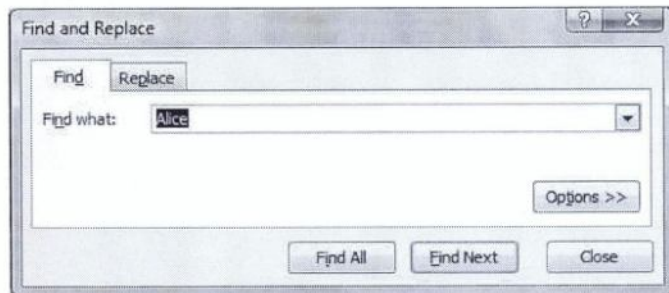 Find and Replace
Find Replace
Find what: Alice
Options >>
Find All Find Next Close